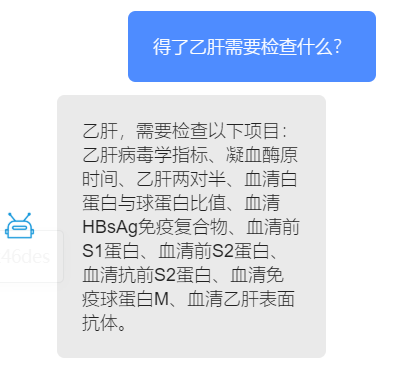 得了乙肝需要检查什么?
乙肝，需要检查以下项目：
乙肝病毒学指标、凝血酶原
时间、乙肝两对半、血清白
蛋白与球蛋白比值、血清
HBsAg免疫复合物、血清前
S1蛋白、血清前S2蛋白、
血清抗前S2蛋白、血清免
疫球蛋白M、血清乙肝表面
抗体。
46des